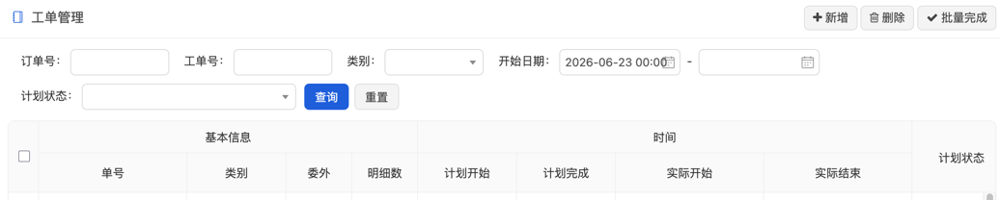 工单管理 新增 删除 批量完成
订单号： 工单号： 类别： 开始日期： 2026-06-23 00:00 -
计划状态： 查询 重置
基本信息 时间 计划状态
单号 类别 委外 明细数 计划开始 计划完成 实际开始 实际结束